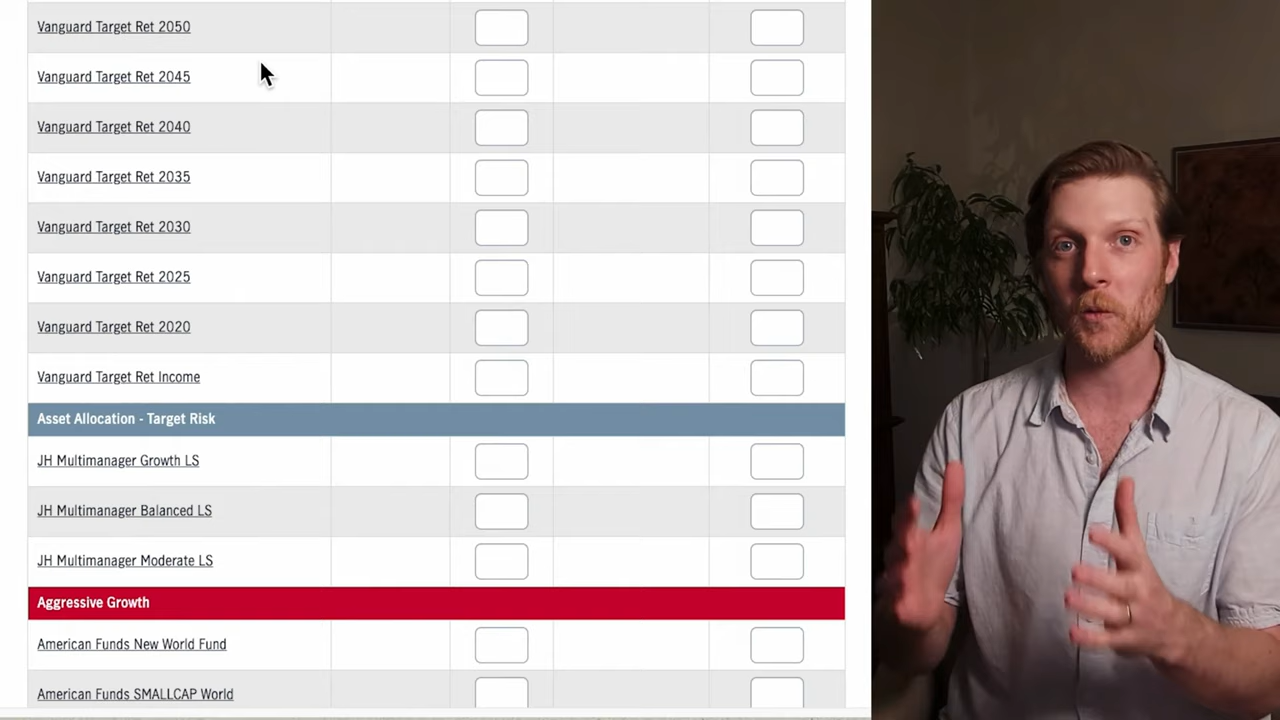 Vanguard Target Ret 2050
Vanguard Target Ret 2045
Vanguard Target Ret 2040
Vanguard Target Ret 2035
Vanguard Target Ret 2030
Vanguard Target Ret 2025
Vanguard Target Ret 2020
Vanguard Target Ret Income
Asset Allocation - Target Risk
JH Multimanager Growth LS
JH Multimanager Balanced LS
JH Multimanager Moderate LS
Aggressive Growth
American Funds New World Fund
American Funds SMALLCAP World